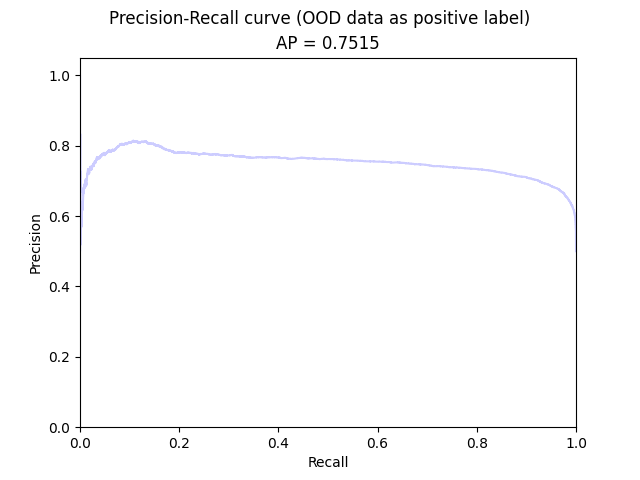 Precision-Recall curve (OOD data as positive label)
AP = 0.7515
1.0
0.8
0.6
0.4
0.2
0.0
Precision
0.0 0.2 0.4 0.6 0.8 1.0
Recall